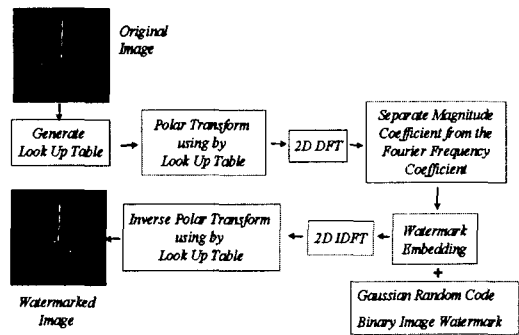 Original
Image
Generate
Look Up Table
Polar Transform
using by
Look Up Table
2D DFT
Separate Magnitude
Coefficient from the
Fourier Frequency
Coefficient
Inverse Polar Transform
using by
Look Up Table
2D IDFT
Watermark
Embedding
+
Gaussian Random Code
Binary Image Watermark
Watermarked
Image